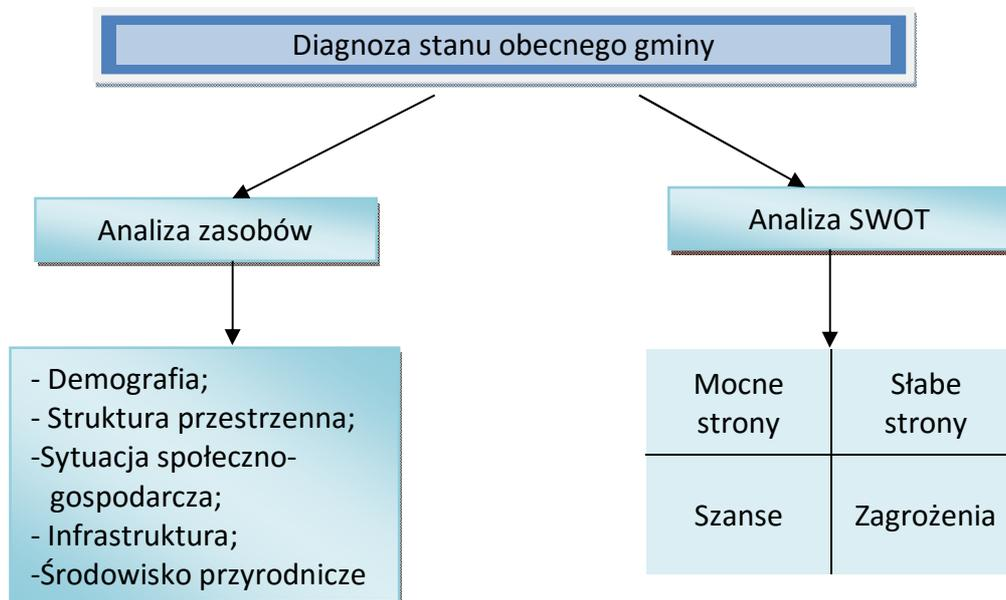 Diagnoza stanu obecnego gminy
Analiza zasobów
Analiza SWOT
- Demografia;
- Struktura przestrzenna;
-Sytuacja społeczno-
gospodarcza;
- Infrastruktura;
-Środowisko przyrodnicze
Mocne
strony
Słabe
strony
Szanse
Zagrożenia